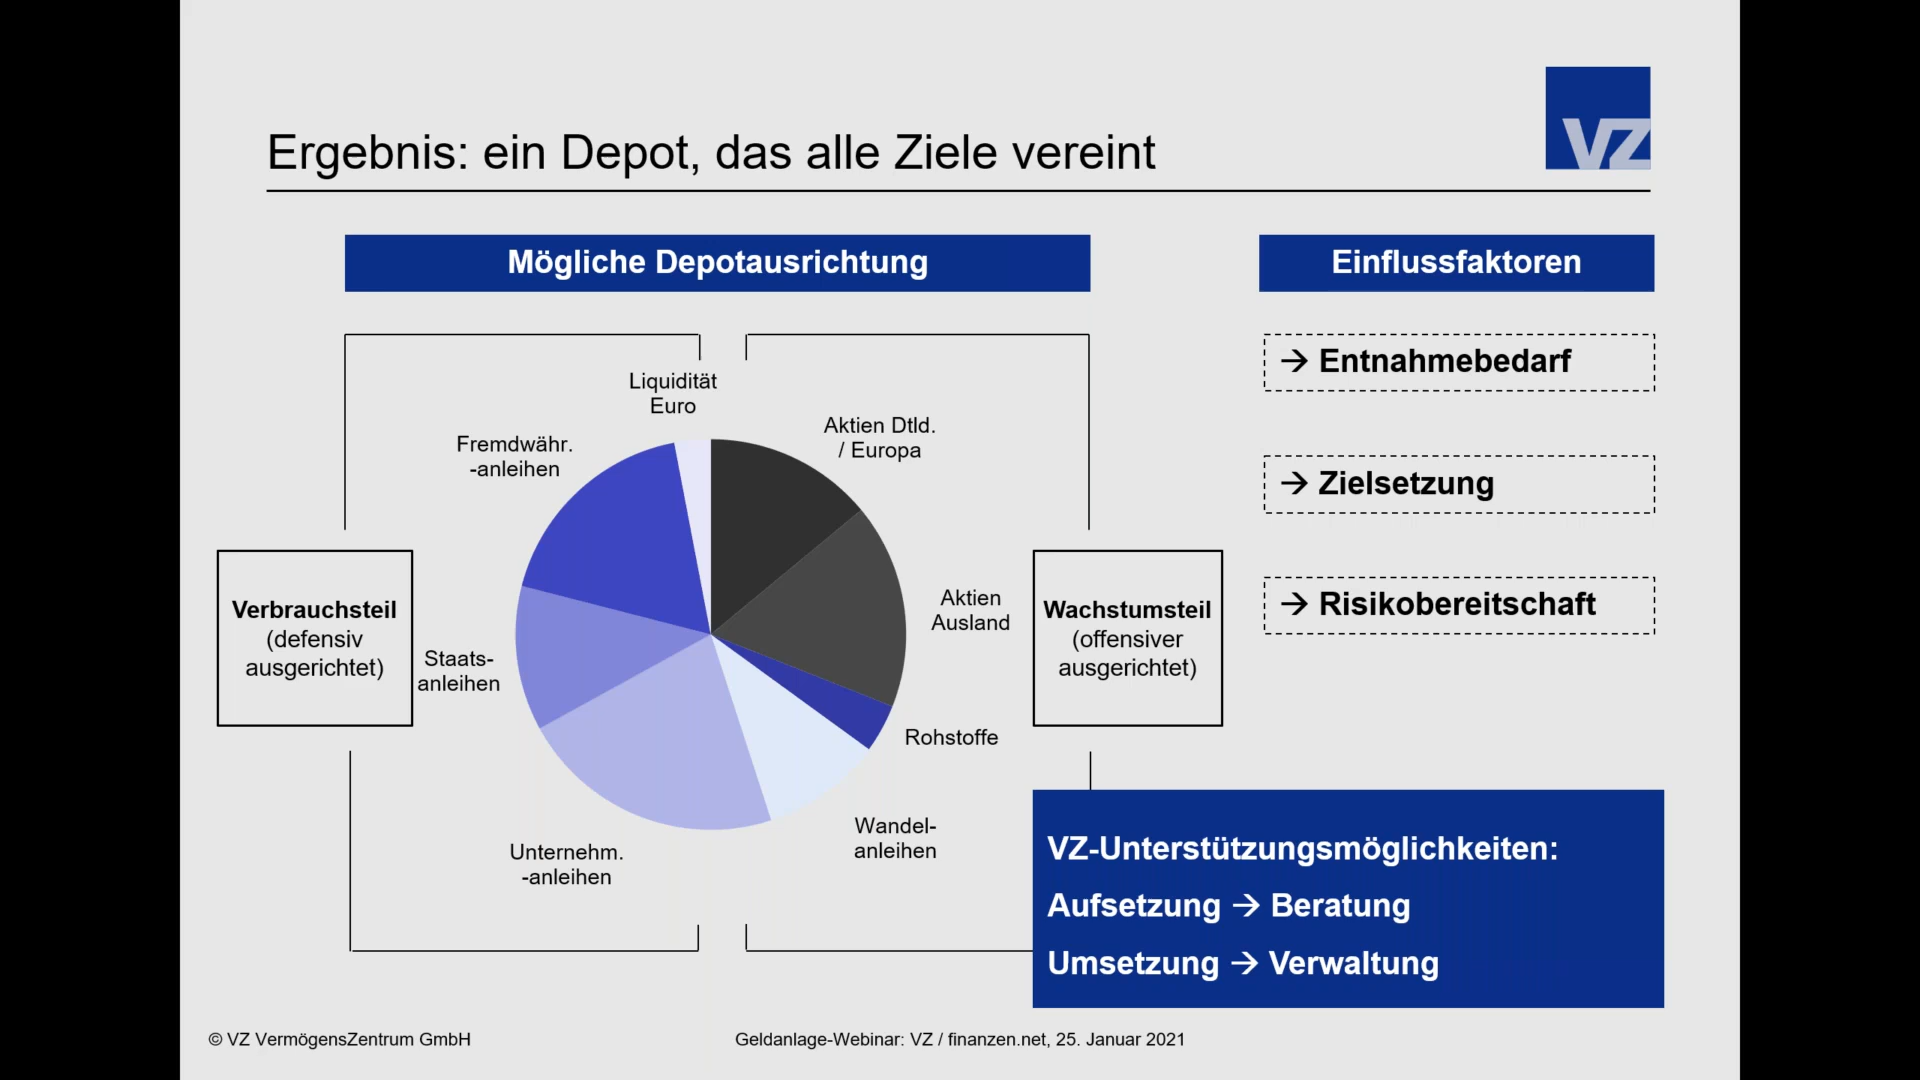 VZ
Ergebnis: ein Depot, das alle Ziele vereint
Mögliche Depotausrichtung
Liquidität
Euro
Aktien Dtld.
/ Europa
Fremdwähr.
-anleihen
Aktien
Ausland
Verbrauchsteil
(defensiv
ausgerichtet)
Staats-
anleihen
Wachstumsteil
(offensiver
ausgerichtet)
Rohstoffe
Wandel-
anleihen
Unternehm.
-anleihen
Einflussfaktoren
→ Entnahmebedarf
→ Zielsetzung
→ Risikobereitschaft
VZ-Unterstützungsmöglichkeiten:
Aufsetzung → Beratung
Umsetzung → Verwaltung
© VZ VermögensZentrum GmbH
Geldanlage-Webinar: VZ / finanzen.net, 25. Januar 2021